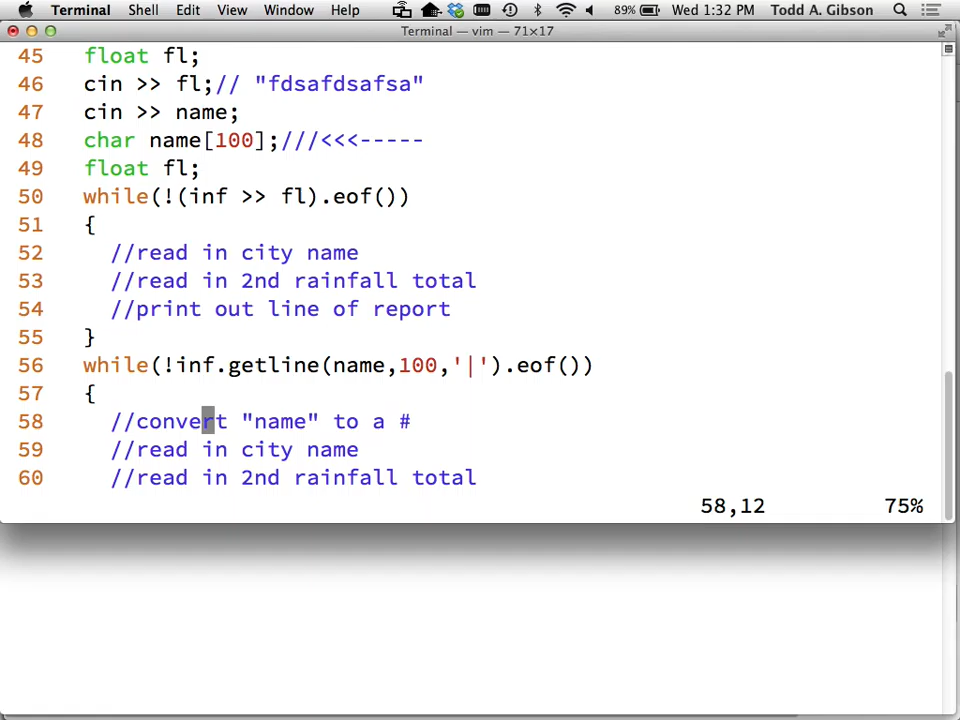 Terminal Shell Edit View Window Help 89% Wed 1:32 PM Todd A. Gibson
Terminal — vim — 71×17
45 float fl;
46 cin >> fl;// "fdsafdsafsa"
47 cin >> name;
48 char name[100];///<<<-----
49 float fl;
50 while(!(inf >> fl).eof())
51 {
52 //read in city name
53 //read in 2nd rainfall total
54 //print out line of report
55 }
56 while(!inf.getline(name,100,'|').eof())
57 {
58 //convert "name" to a #
59 //read in city name
60 //read in 2nd rainfall total
58,12 75%